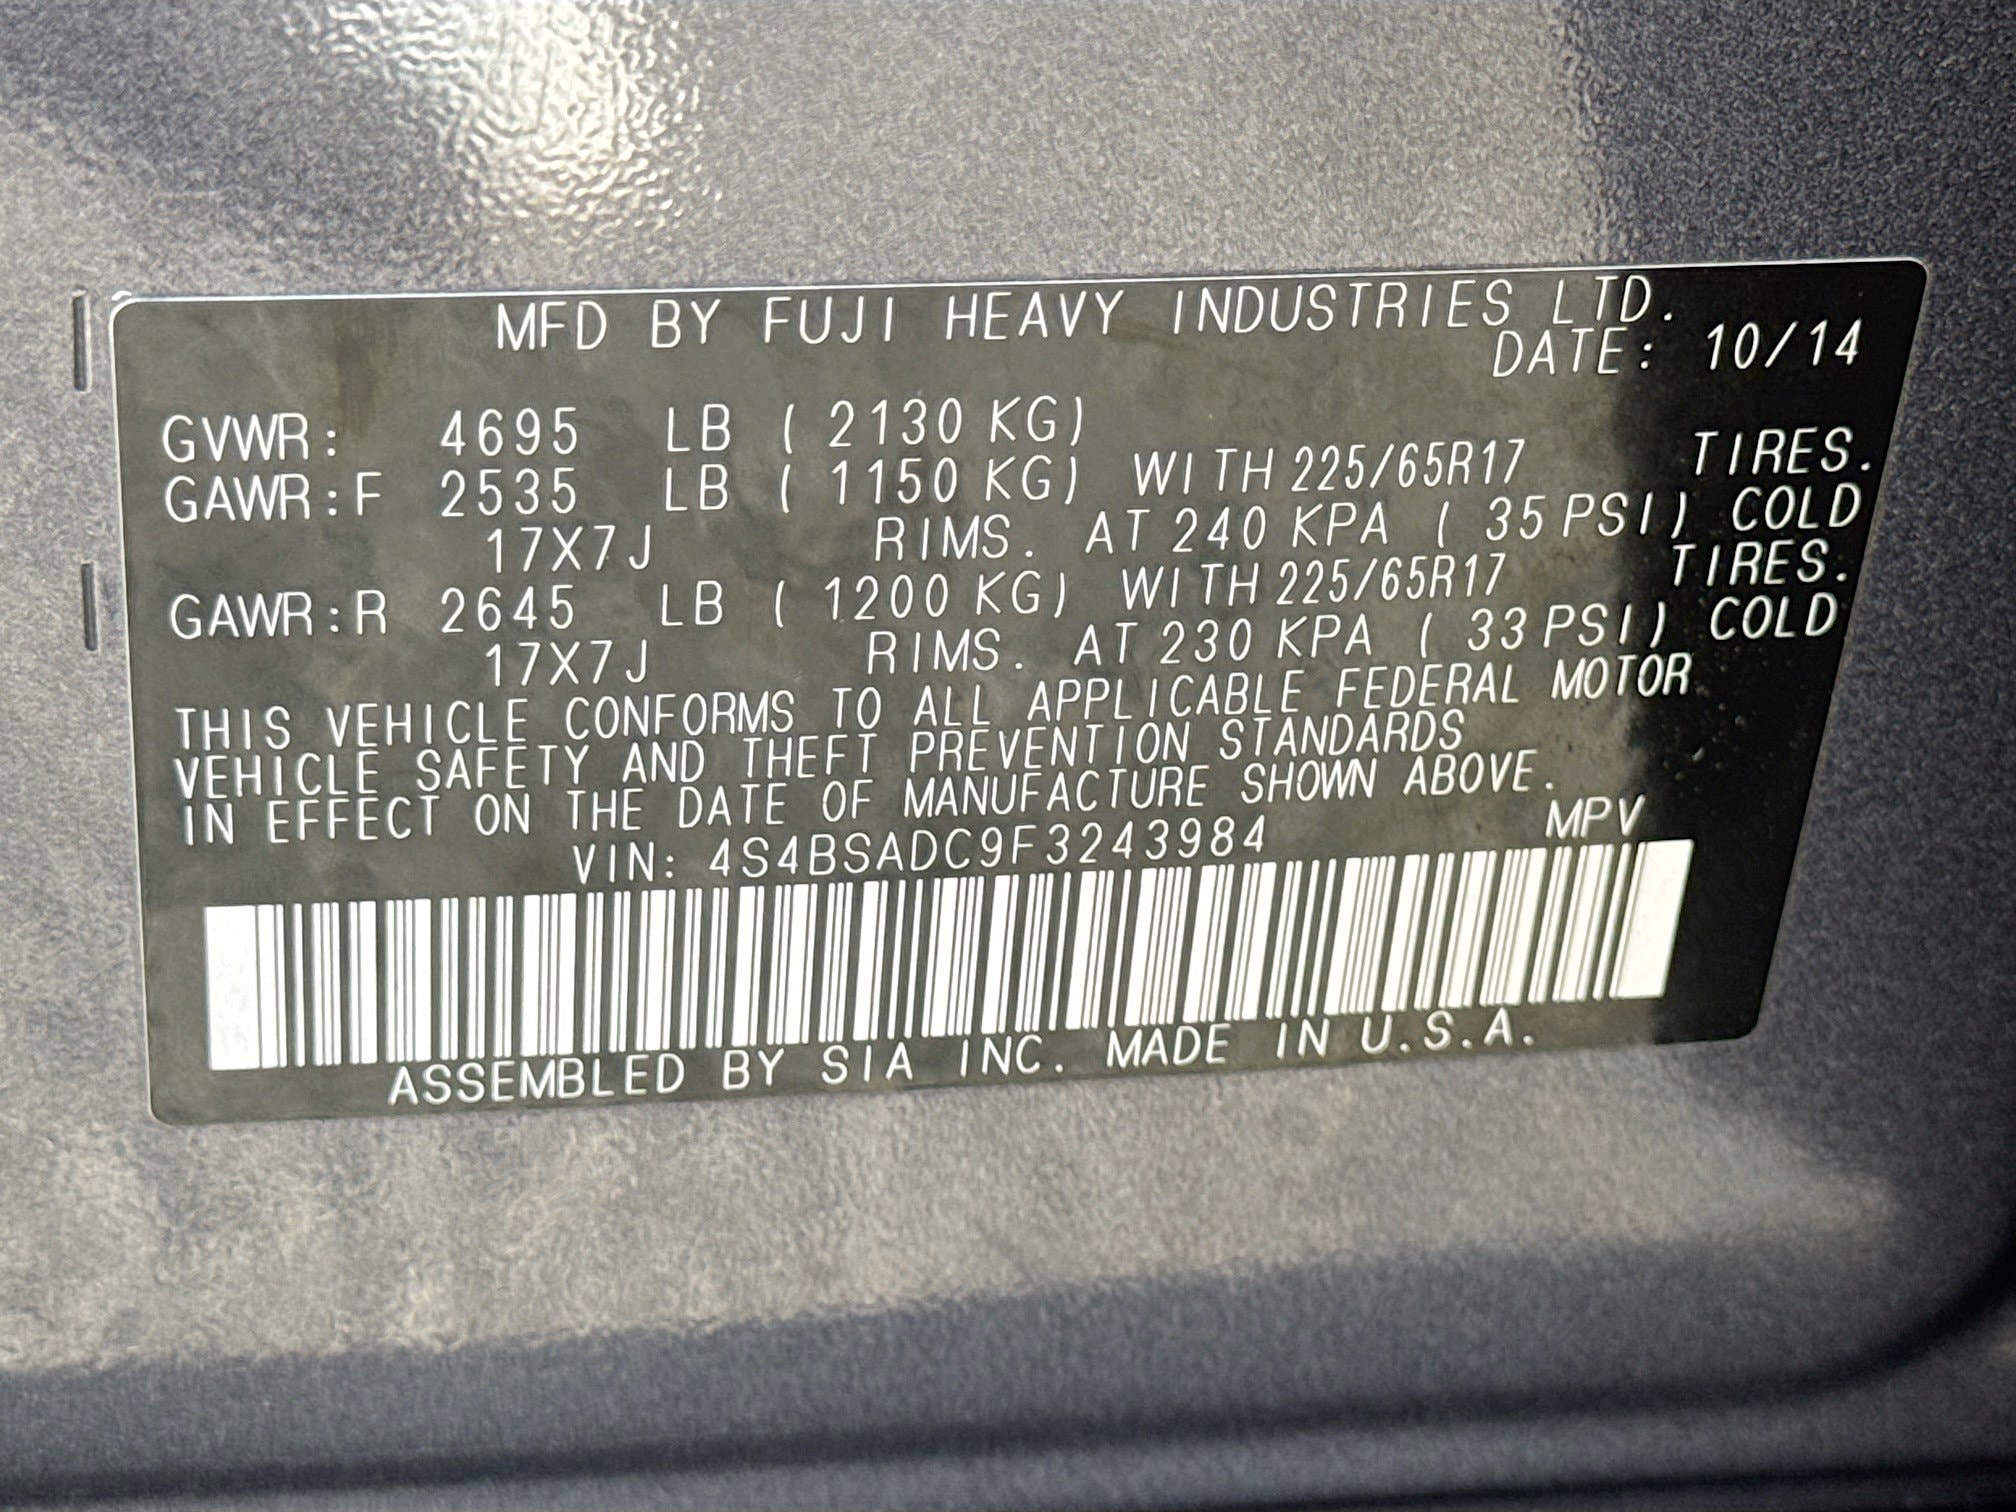 MFD BY FUJI HEAVY INDUSTRIES LTD.
DATE: 10/14
GVWR: 4695 LB ( 2130 KG)
GAWR:F 2535 LB ( 1150 KG) WITH 225/65R17 TIRES.
17X7J RIMS. AT 240 KPA ( 35 PSI) COLD
GAWR:R 2645 LB ( 1200 KG) WITH 225/65R17 TIRES.
17X7J RIMS. AT 230 KPA ( 33 PSI) COLD
THIS VEHICLE CONFORMS TO ALL APPLICABLE FEDERAL MOTOR
VEHICLE SAFETY AND THEFT PREVENTION STANDARDS
IN EFFECT ON THE DATE OF MANUFACTURE SHOWN ABOVE.
VIN: 4S4BSADC9F3243984 MPV
ASSEMBLED BY SIA INC. MADE IN U.S.A.